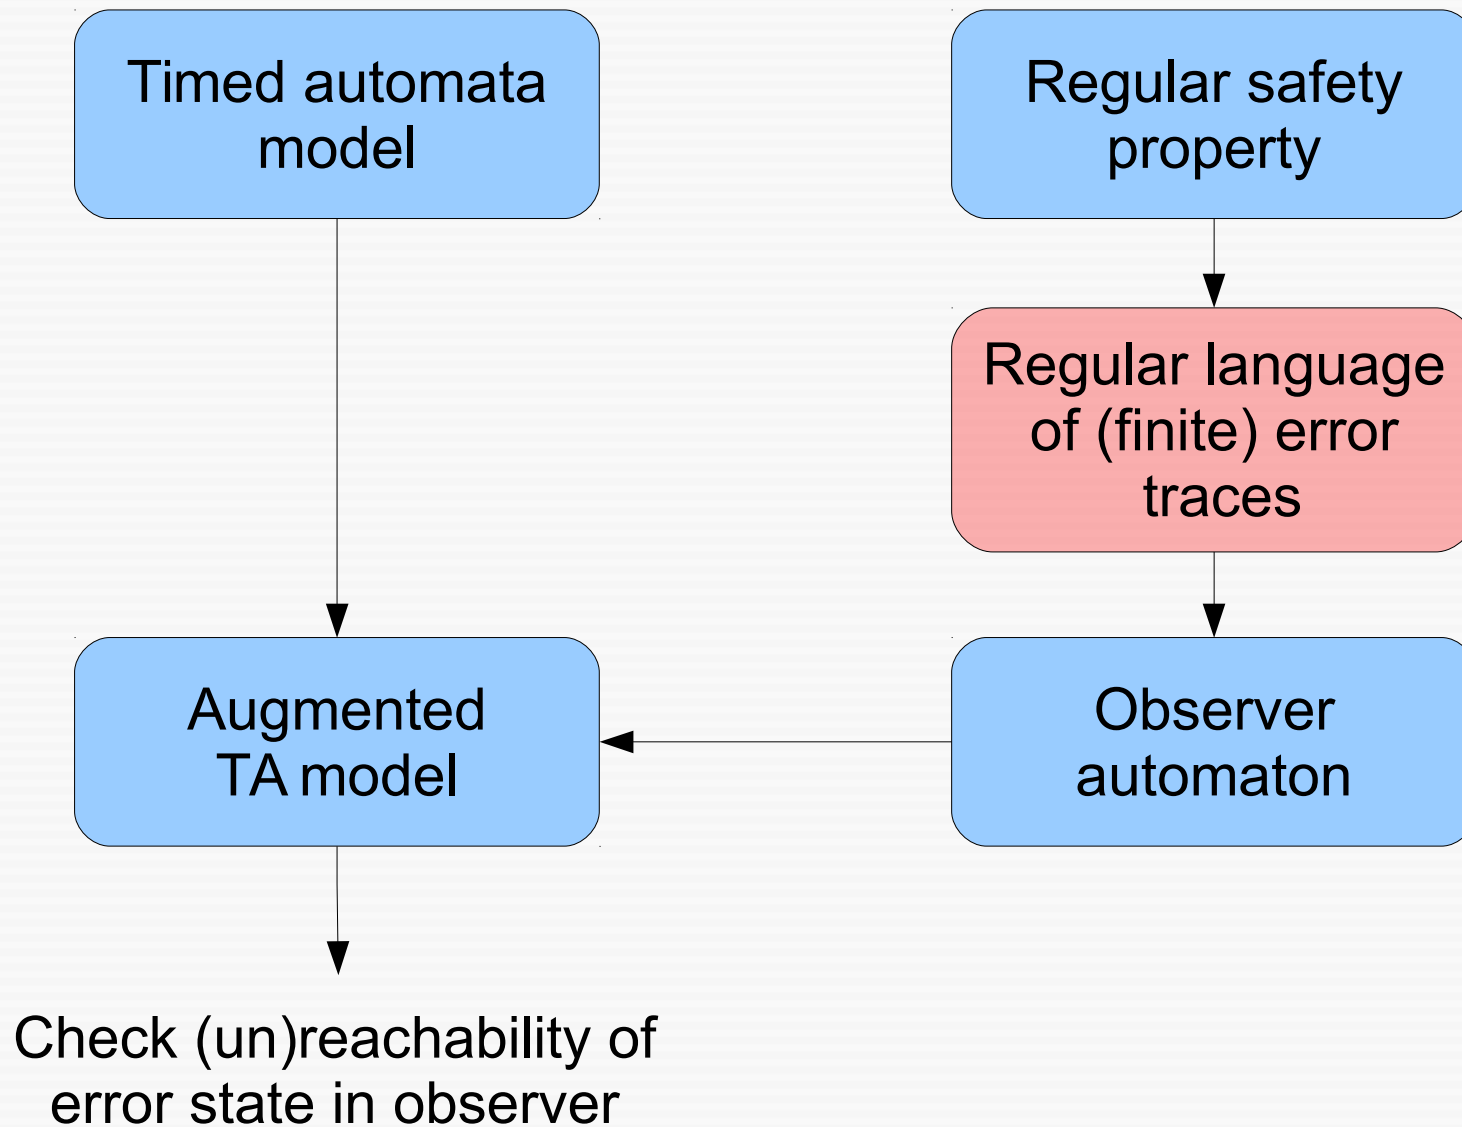 Timed automata
model
Regular safety
property
Regular language
of (finite) error
traces
Augmented
TA model
Observer
automaton
Check (un)reachability of
error state in observer